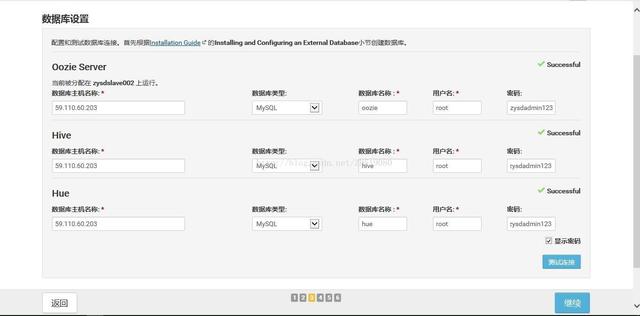 数据库设置
配置和测试数据库连接。首先根据Installation Guide 的Installing and Configuring an External Database小节创建数据库。
Oozie Server
Successful
当前被分配在 zysdslave002 上运行。
数据库主机名称: * 数据库类型: 数据库名称 : * 用户名: * 密码:
59.110.60.203 MySQL oozie root zysdadmin123
Hive
Successful
数据库主机名称: * 数据库类型: 数据库名称 : * 用户名: * 密码:
59.110.60.203 MySQL hive root rysdadmin123
Hue
Successful
数据库主机名称: * 数据库类型: 数据库名称 : * 用户名: * 密码:
59.110.60.203 MySQL hue root rysdadmin123
显示密码
测试连接
返回 1 2 3 4 5 6 继续